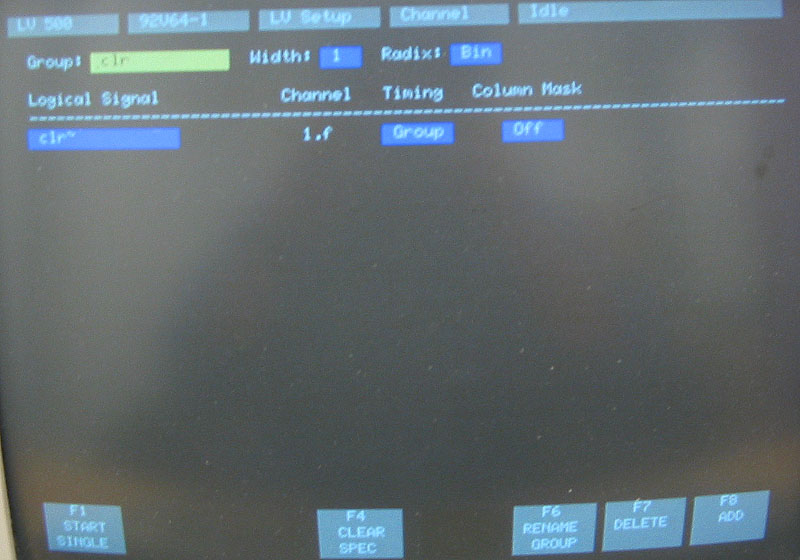 LV 500 92V64-1 LV Setup Channel Idle
Group: clr Width: 1 Radix: Bin
Logical Signal Channel Timing Column Mask
clr~ 1.f Group Off
F1 START SINGLE
F4 CLEAR SPEC
F6 RENAME GROUP
F7 DELETE
F8 ADD